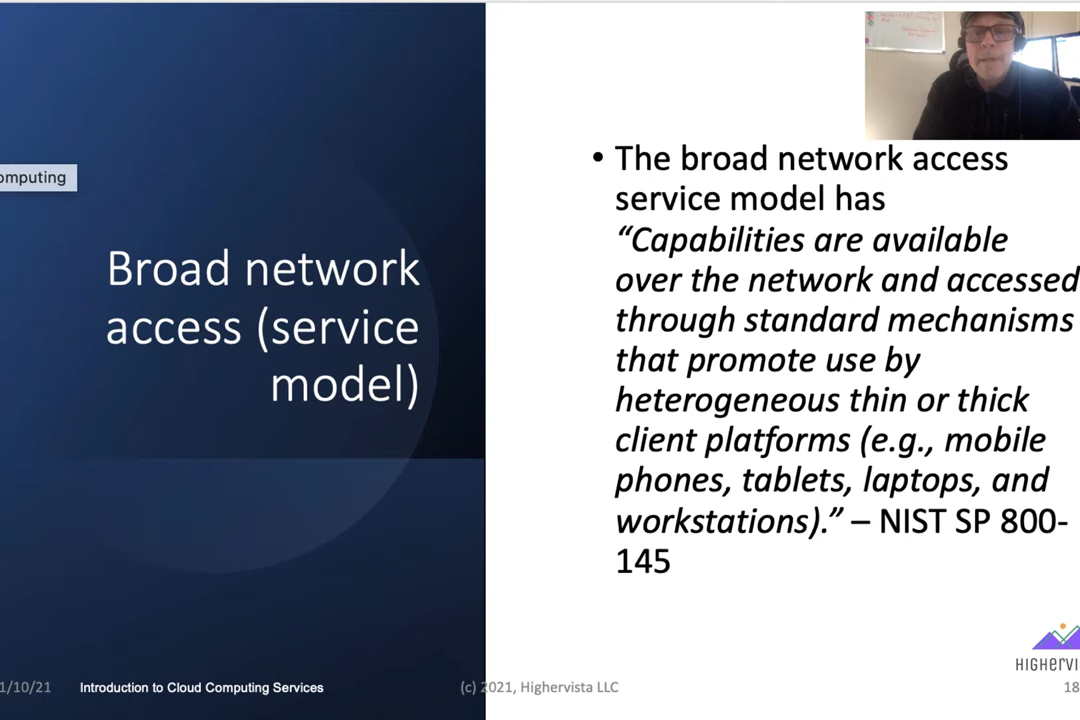 omputing
Broad network
access (service
model)
• The broad network access
service model has
“Capabilities are available
over the network and accessed
through standard mechanisms
that promote use by
heterogeneous thin or thick
client platforms (e.g., mobile
phones, tablets, laptops, and
workstations).” – NIST SP 800-
145
HIGHERVI
1/10/21
Introduction to Cloud Computing Services
(c) 2021, Highervista LLC
18